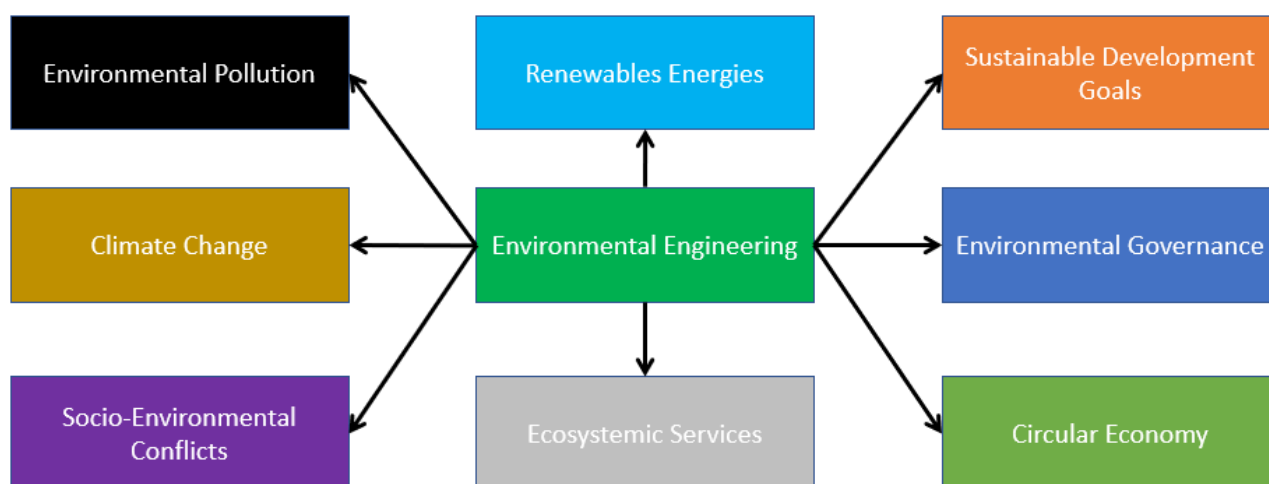 Environmental Pollution
Renewables Energies
Sustainable Development
Goals
Climate Change
Environmental Engineering
Environmental Governance
Socio-Environmental
Conflicts
Ecosystemic Services
Circular Economy